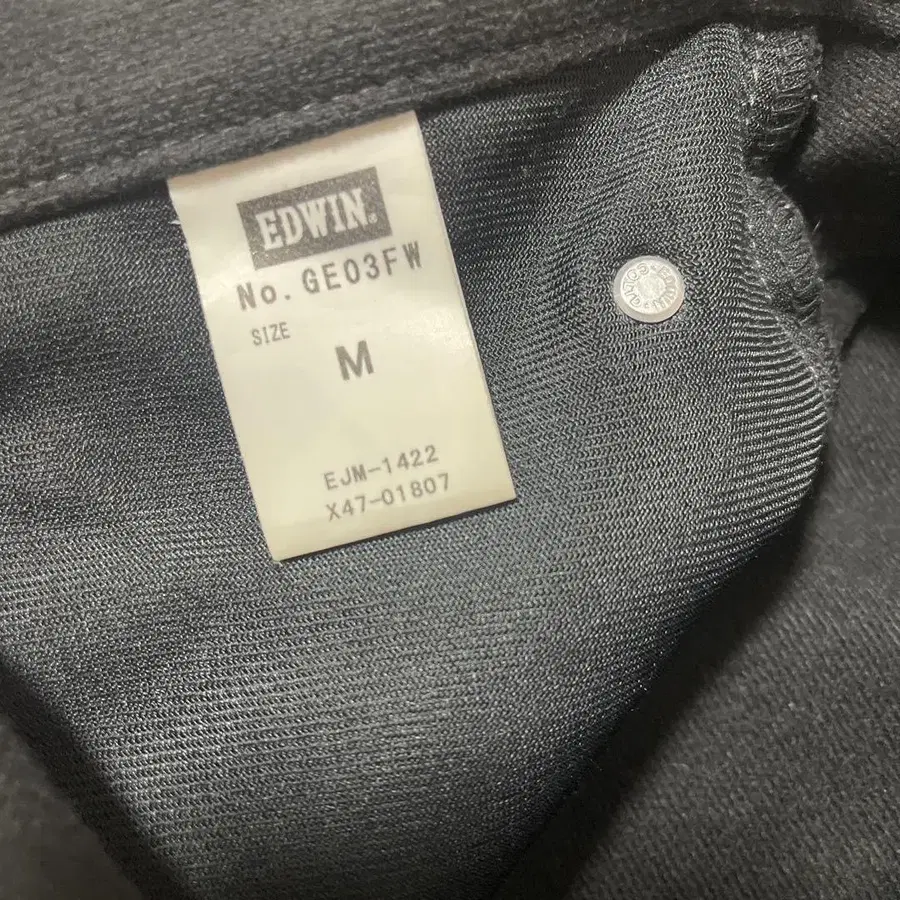 EDWIN®
No. GE03FW
SIZE
M
EJM-1422
X47-01807